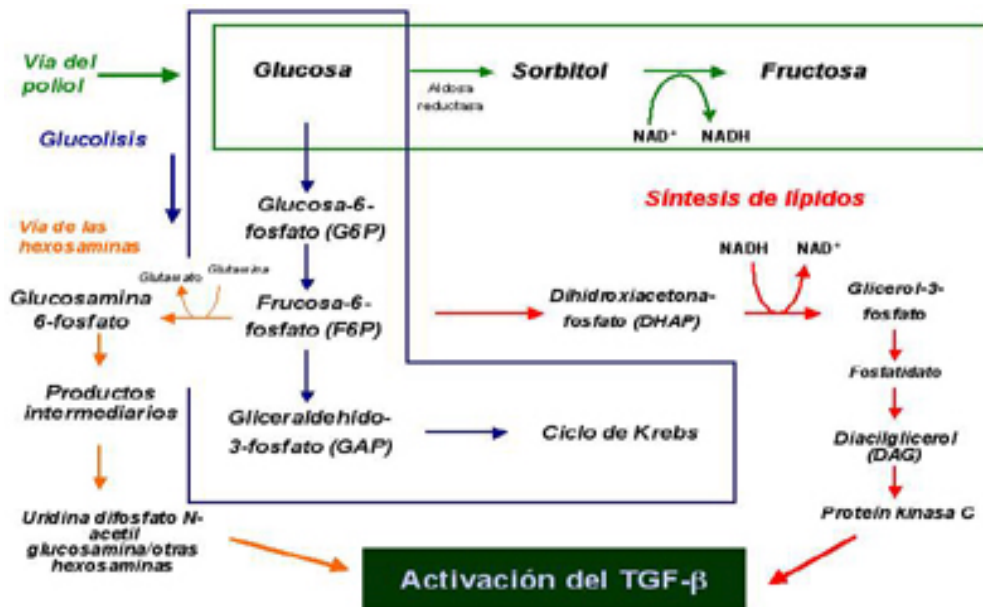 Vía del
poliol
Glucosa
Aldosa
reductasa
Sorbitol
NAD⁺
NADH
Fructosa
Glucolisis
Vía de las
hexosaminas
Glucosa-6-
fosfato (G6P)
Síntesis de lípidos
Glutamato
Glutamina
Glucosamina
6-fosfato
Frucosa-6-
fosfato (F6P)
Dihidroxiacetona-
fosfato (DHAP)
NADH
NAD⁺
Glicerol-3-
fosfato
Productos
intermediarios
Gliceraldehído-
3-fosfato (GAP)
Ciclo de Krebs
Fosfatidato
Diacilglicerol
(DAG)
Uridina difosfato N-
acetil
glucosamina/otras
hexosaminas
Protein kinasa C
Activación del TGF-β